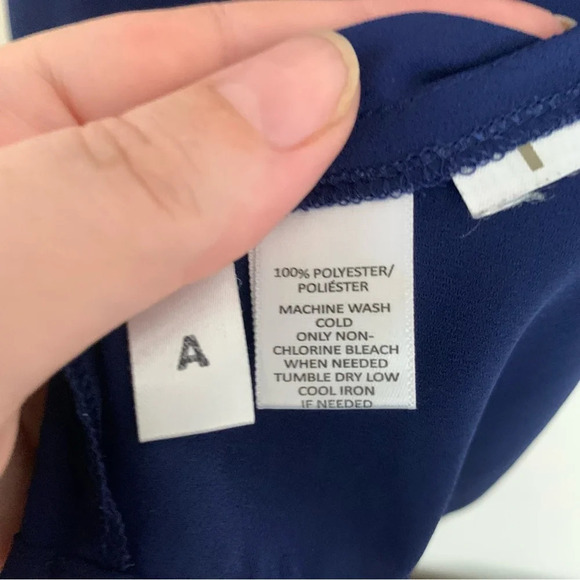 A
100% POLYESTER/
POLIÉSTER
MACHINE WASH
COLD
ONLY NON-
CHLORINE BLEACH
WHEN NEEDED
TUMBLE DRY LOW
COOL IRON
IF NEEDED